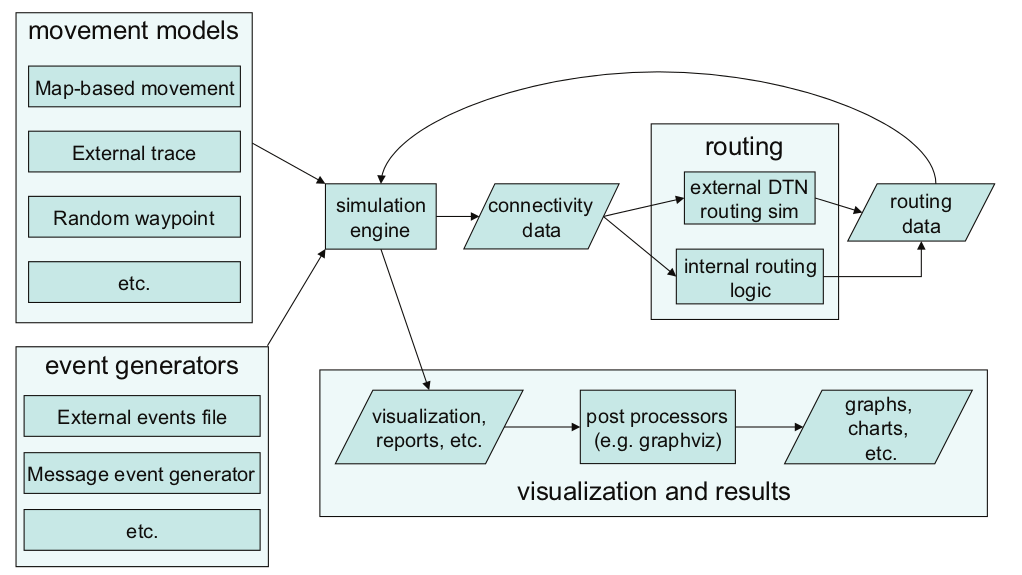 movement models
Map-based movement
External trace
Random waypoint
etc.
event generators
External events file
Message event generator
etc.
simulation
engine
connectivity
data
routing
external DTN
routing sim
internal routing
logic
routing
data
visualization,
reports, etc.
post processors
(e.g. graphviz)
graphs,
charts,
etc.
visualization and results